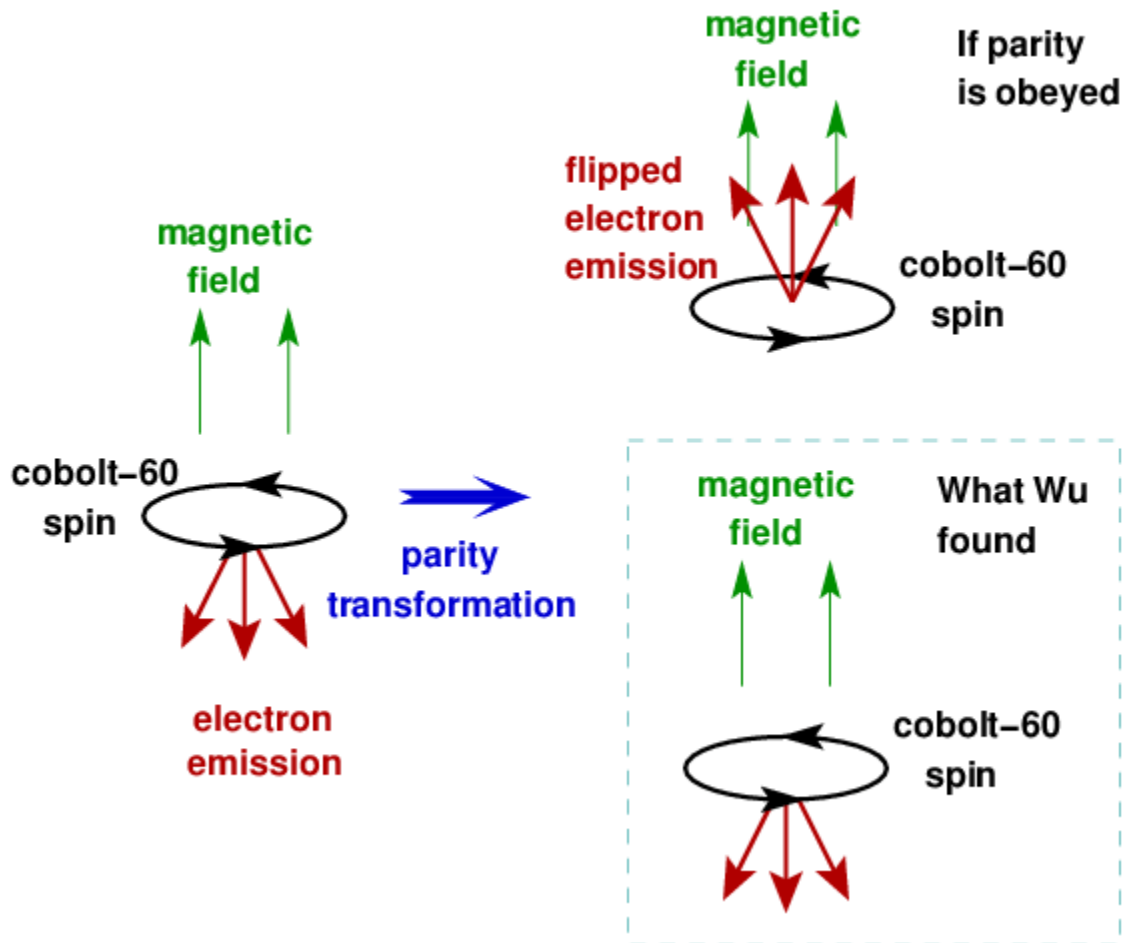 magnetic
field
cobolt−60
spin
electron
emission
parity
transformation
magnetic
field
If parity
is obeyed
flipped
electron
emission
cobolt−60
spin
magnetic
field
What Wu
found
cobolt−60
spin